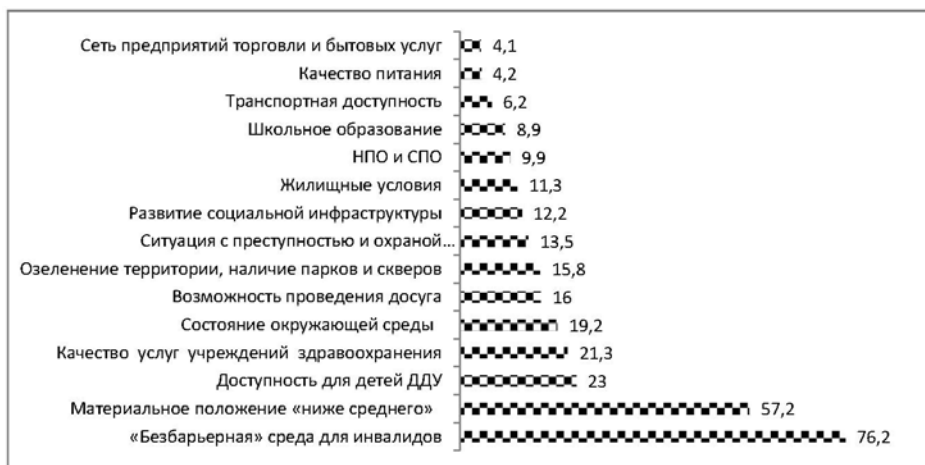 Сеть предприятий торговли и бытовых услуг 4,1
Качество питания 4,2
Транспортная доступность 6,2
Школьное образование 8,9
НПО и СПО 9,9
Жилищные условия 11,3
Развитие социальной инфраструктуры 12,2
Ситуация с преступностью и охраной... 13,5
Озеленение территории, наличие парков и скверов 15,8
Возможность проведения досуга 16
Состояние окружающей среды 19,2
Качество услуг учреждений здравоохранения 21,3
Доступность для детей ДДУ 23
Материальное положение «ниже среднего» 57,2
«Безбарьерная» среда для инвалидов 76,2